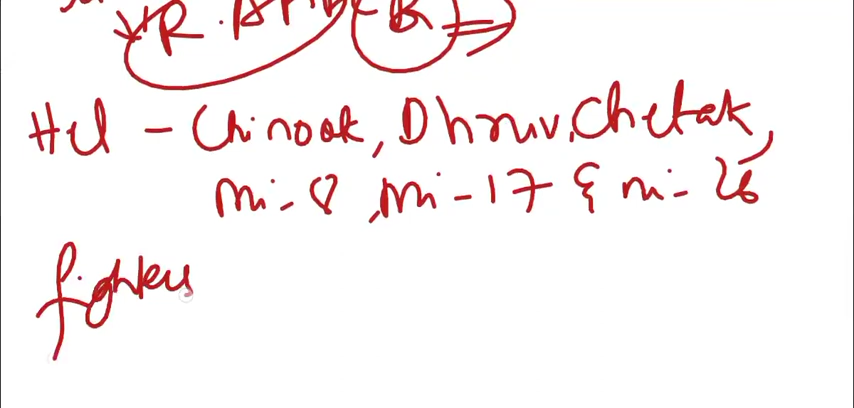 R.
Hel - Chinook, Dhruv, Chetak,
mi-8, mi-17 & mi-26
fighters